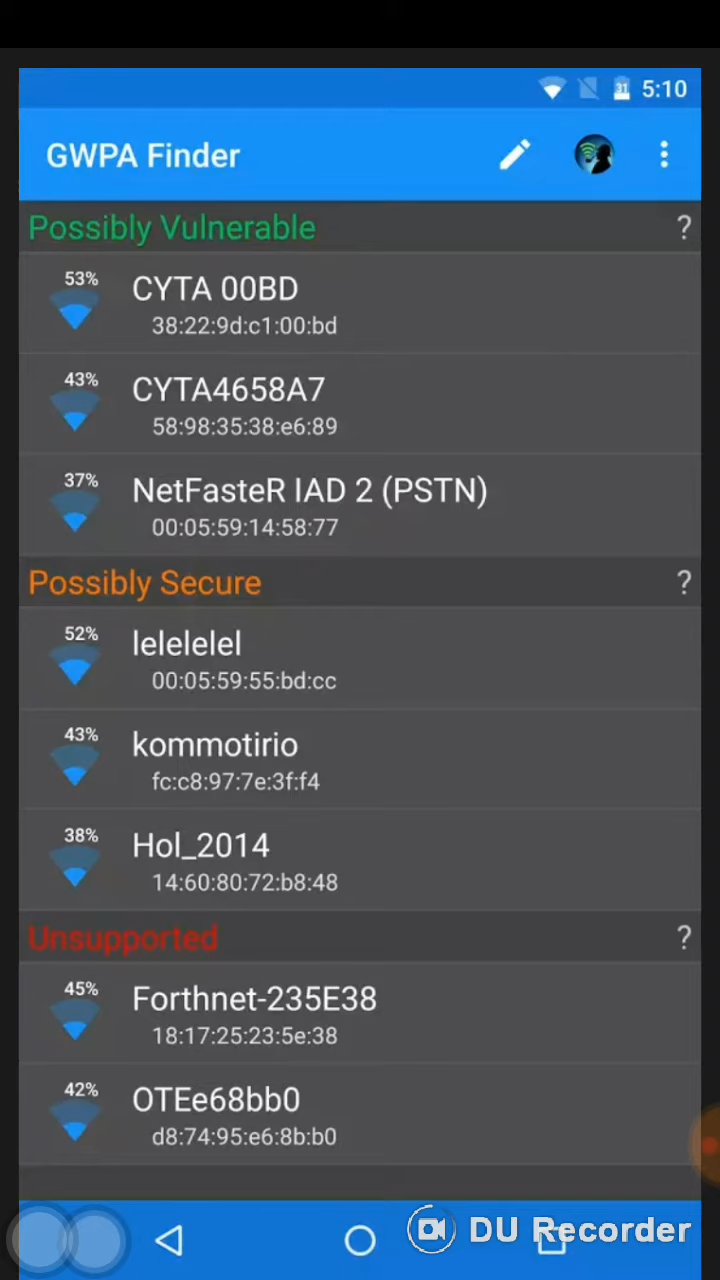 31 5:10
GWPA Finder
Possibly Vulnerable ?
53%
CYTA 00BD
38:22:9d:c1:00:bd
43%
CYTA4658A7
58:98:35:38:e6:89
37%
NetFasteR IAD 2 (PSTN)
00:05:59:14:58:77
Possibly Secure ?
52%
lelelelel
00:05:59:55:bd:cc
43%
kommotirio
fc:c8:97:7e:3f:f4
38%
Hol_2014
14:60:80:72:b8:48
Unsupported ?
45%
Forthnet-235E38
18:17:25:23:5e:38
42%
OTEe68bb0
d8:74:95:e6:8b:b0
DU Recorder